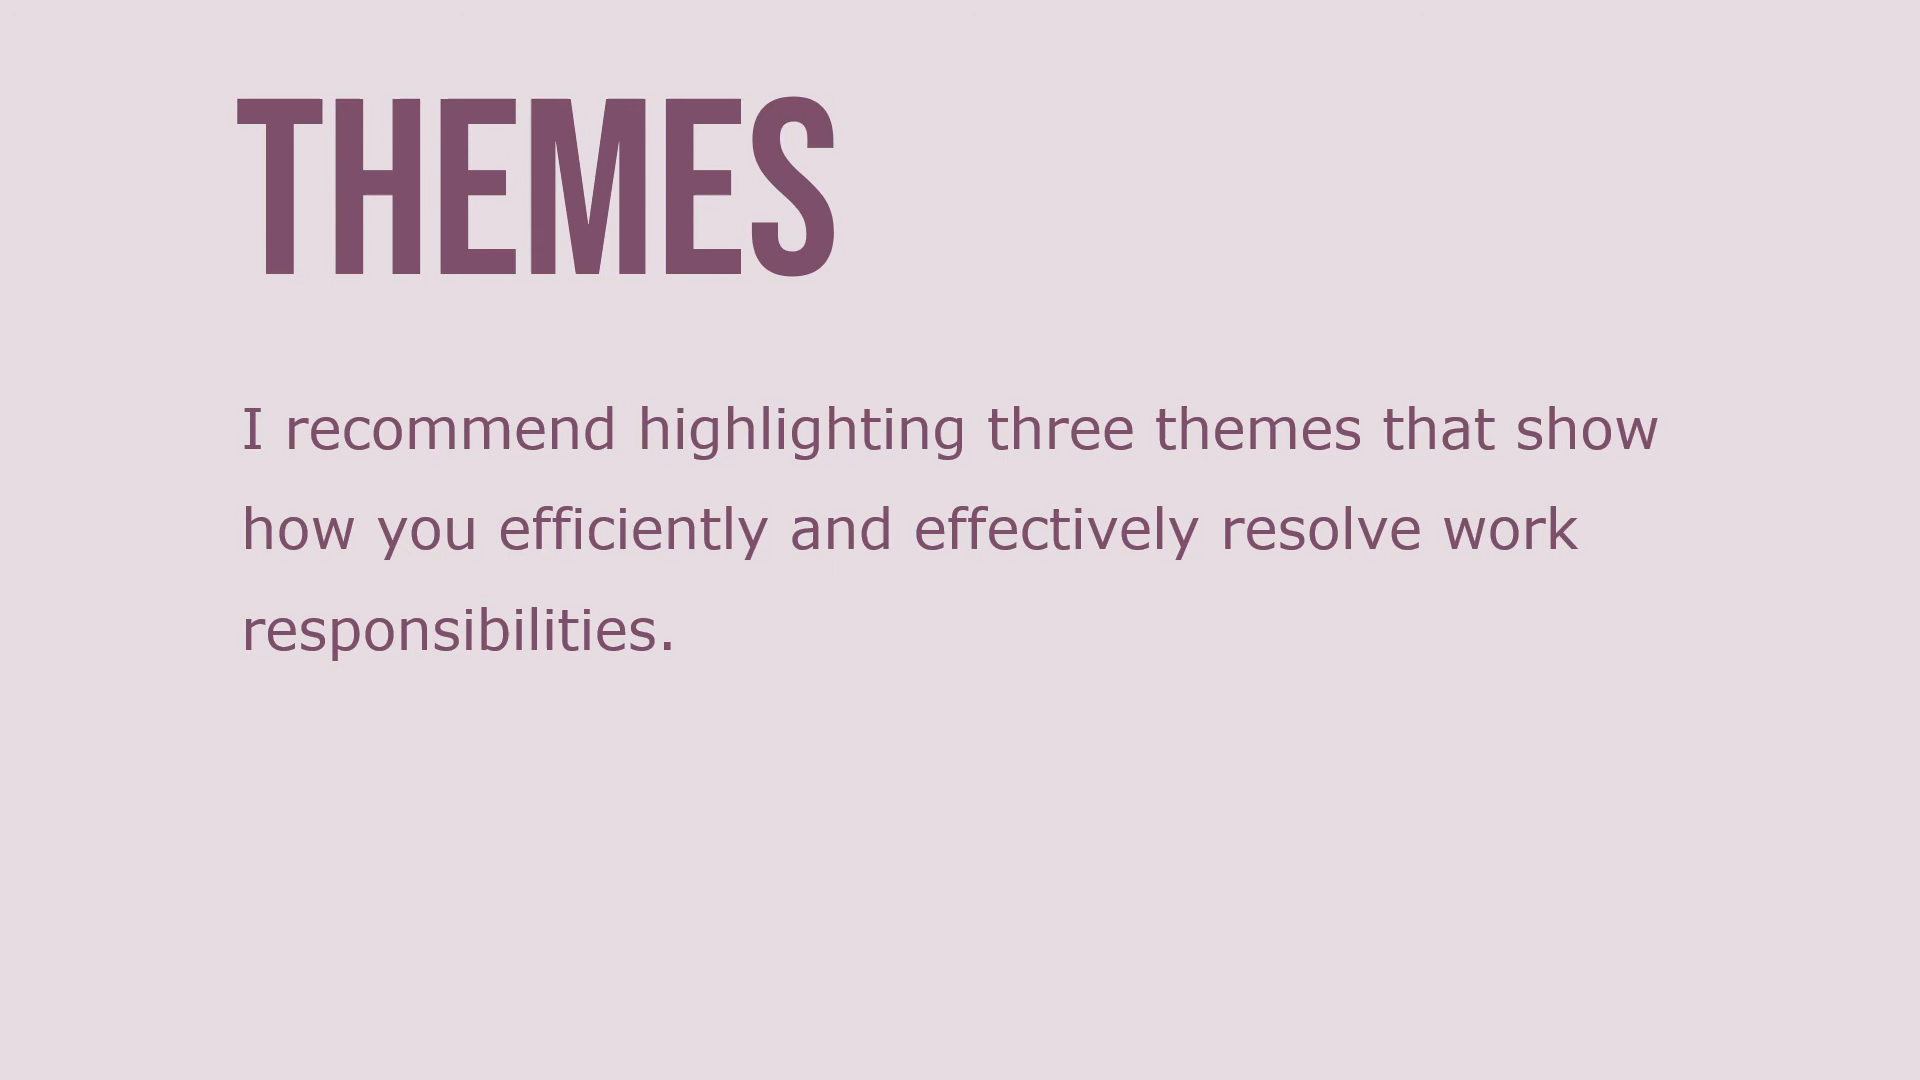 THEMES
I recommend highlighting three themes that show
how you efficiently and effectively resolve work
responsibilities.